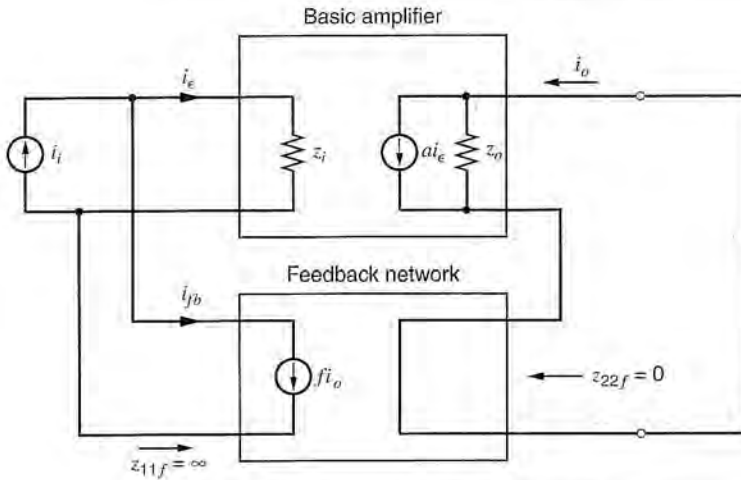 Basic amplifier
i_ϵ
i_o
i_i
z_i
ai_ϵ
z_o
Feedback network
i_fb
fi_o
z_22f = 0
z_11f = ∞